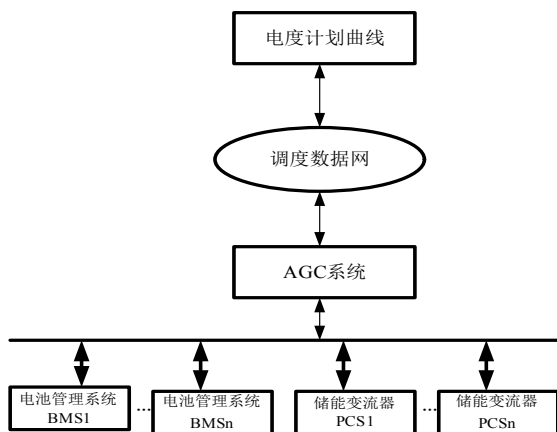 电度计划曲线
调度数据网
AGC系统
电池管理系统
BMS1
...
电池管理系统
BMSn
储能变流器
PCS1
...
储能变流器
PCSn